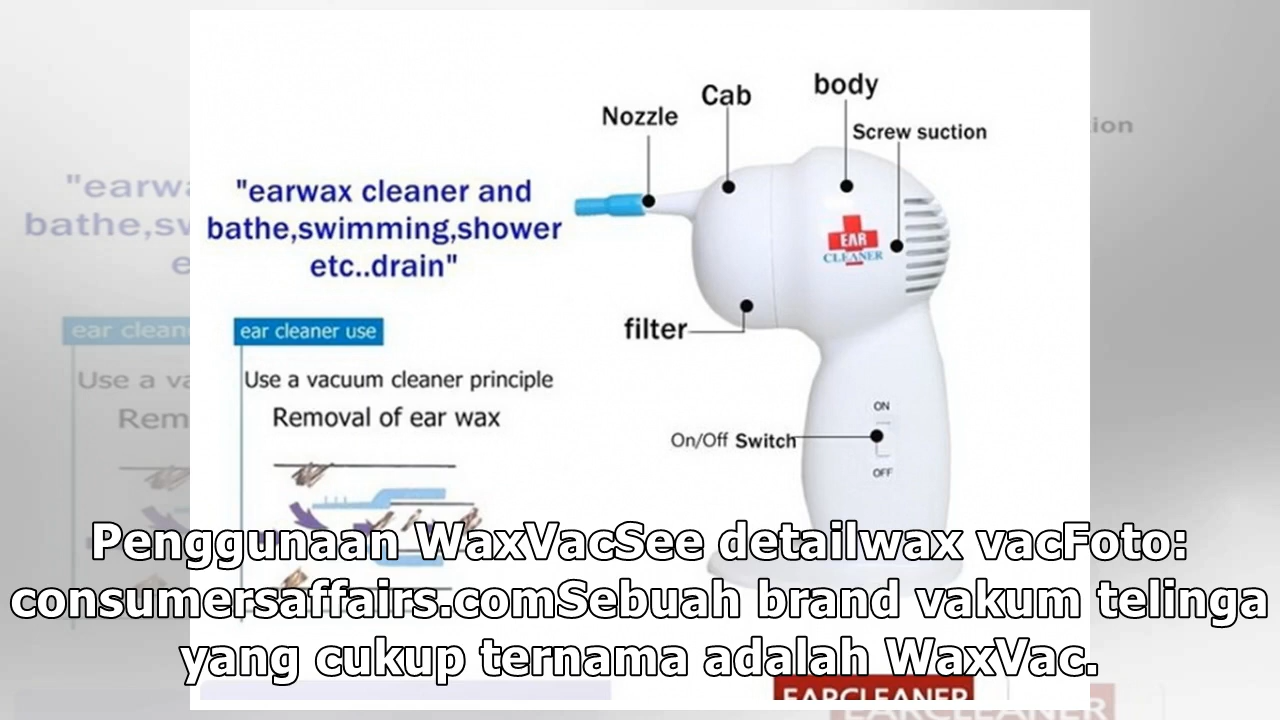 body
Cab
Nozzle
Screw suction
"earwax cleaner and
bathe,swimming,shower
etc..drain"
EAR
CLEANER
filter
ear cleaner use
Use a vacuum cleaner principle
Removal of ear wax
ON
On/Off Switch
OFF
Penggunaan WaxVacSee detailwax vacFoto:
consumersaffairs.comSebuah brand vakum telinga
yang cukup ternama adalah WaxVac.
EARCLEANER